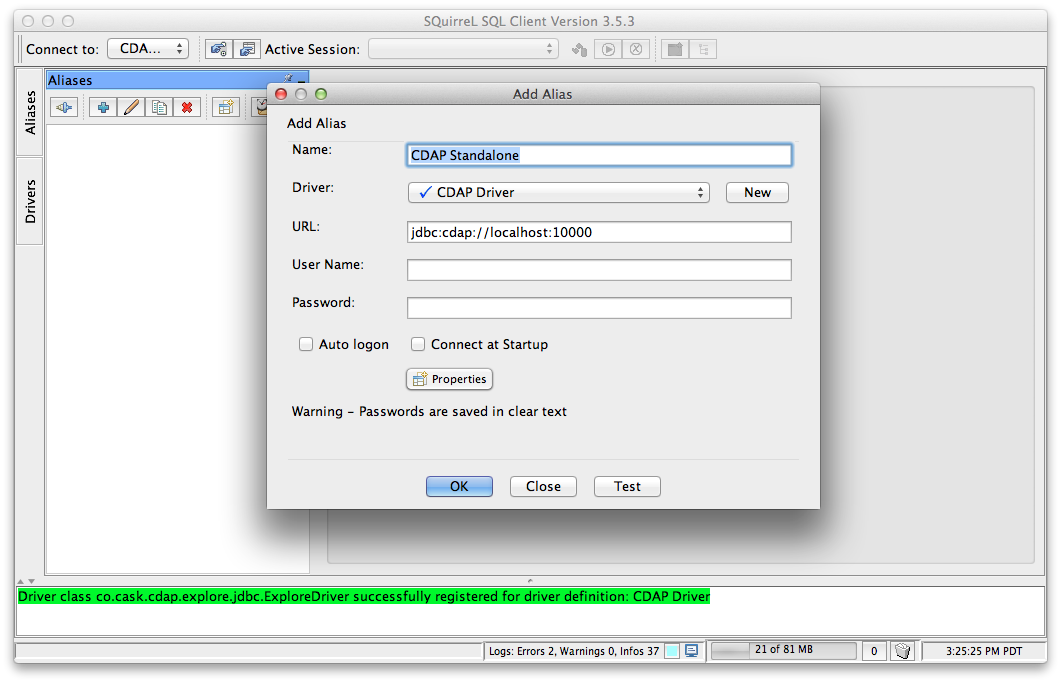 SQuirreL SQL Client Version 3.5.3
Connect to: CDA... Active Session:
Aliases
Aliases
Drivers
Add Alias
Add Alias
Name: CDAP Standalone
Driver: ✓ CDAP Driver New
URL: jdbc:cdap://localhost:10000
User Name:
Password:
Auto logon Connect at Startup
Properties
Warning – Passwords are saved in clear text
OK Close Test
Driver class co.cask.cdap.explore.jdbc.ExploreDriver successfully registered for driver definition: CDAP Driver
Logs: Errors 2, Warnings 0, Infos 37 21 of 81 MB 0 3:25:25 PM PDT